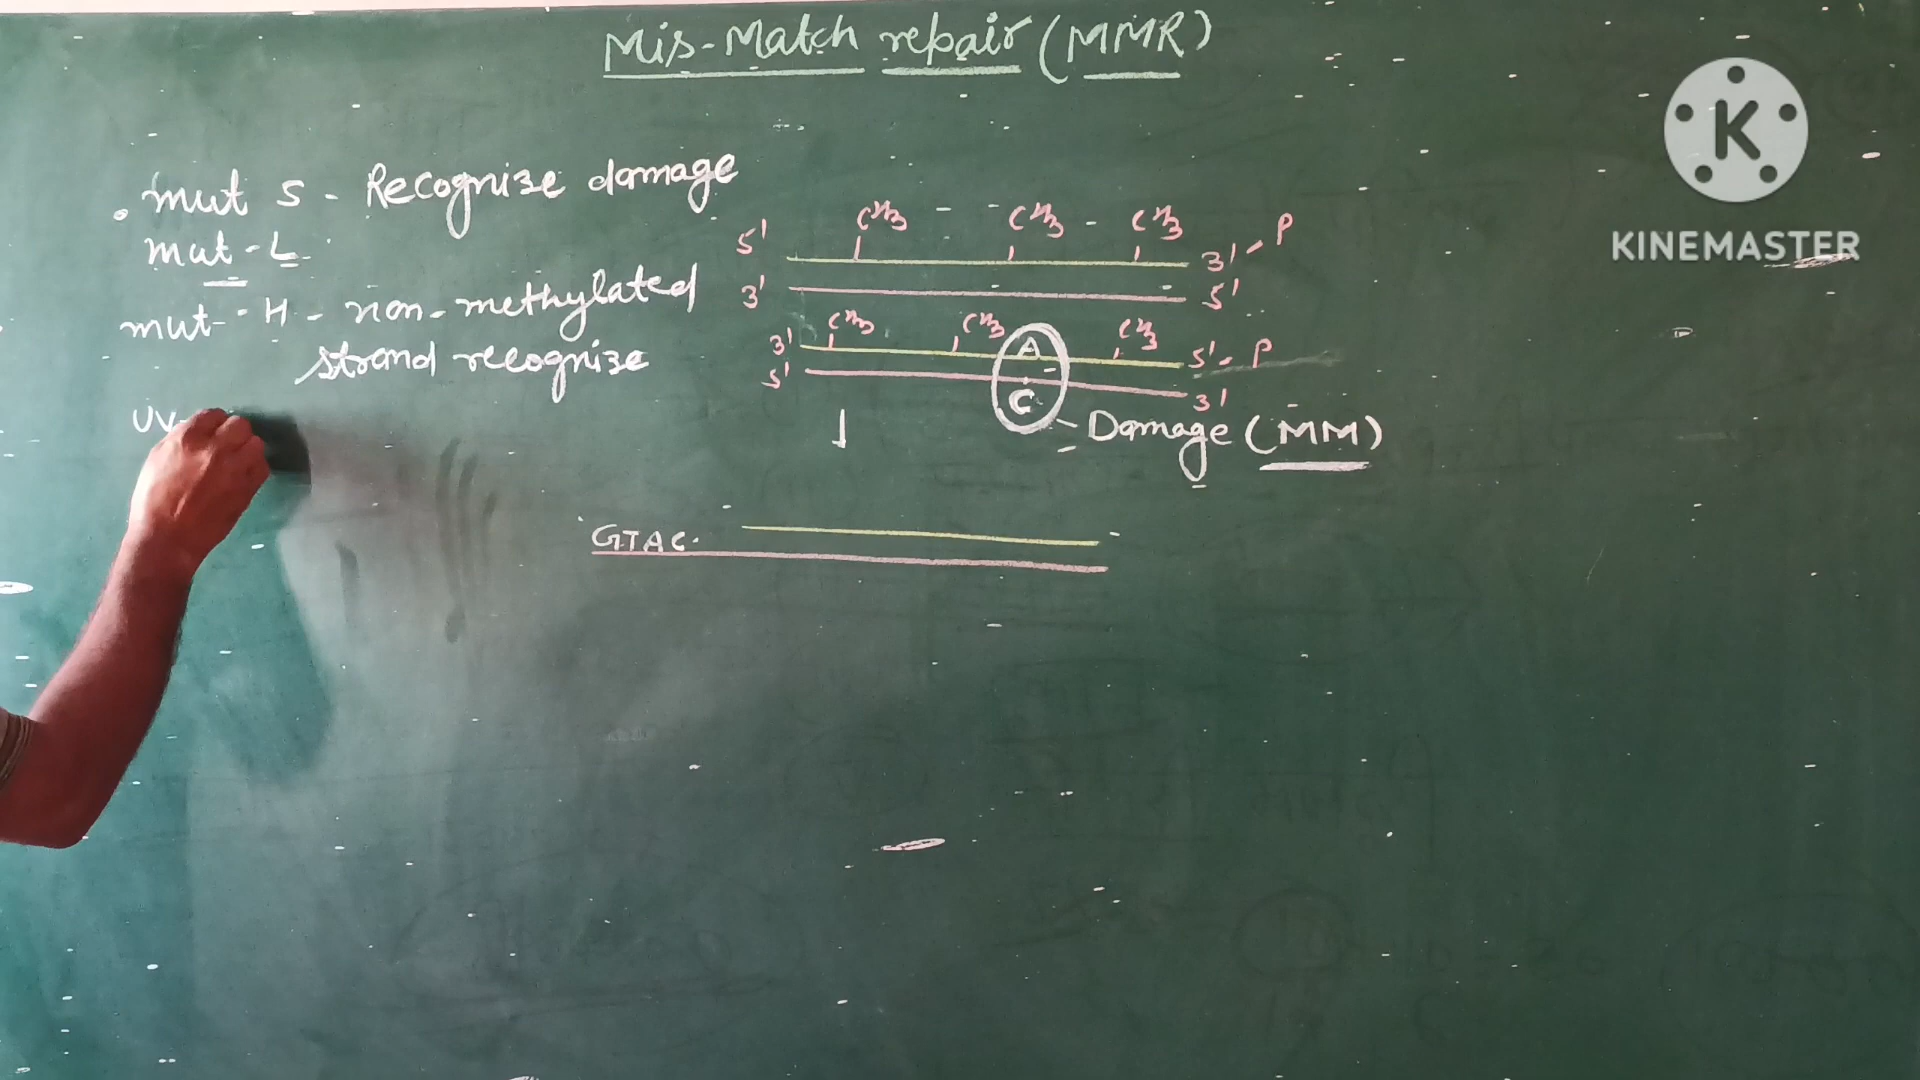 Mis-Match repair (MMR)
K
KINEMASTER
. mut S - Recognize damage
mut - L
mut - H - non-methylated
strand recognize
UV
CH3 CH3 CH3
5' 3' - P
3' 5'
CH3 CH3 CH3
3' A 5' - P
5' C 3'
Damage (MM)
GTAC.